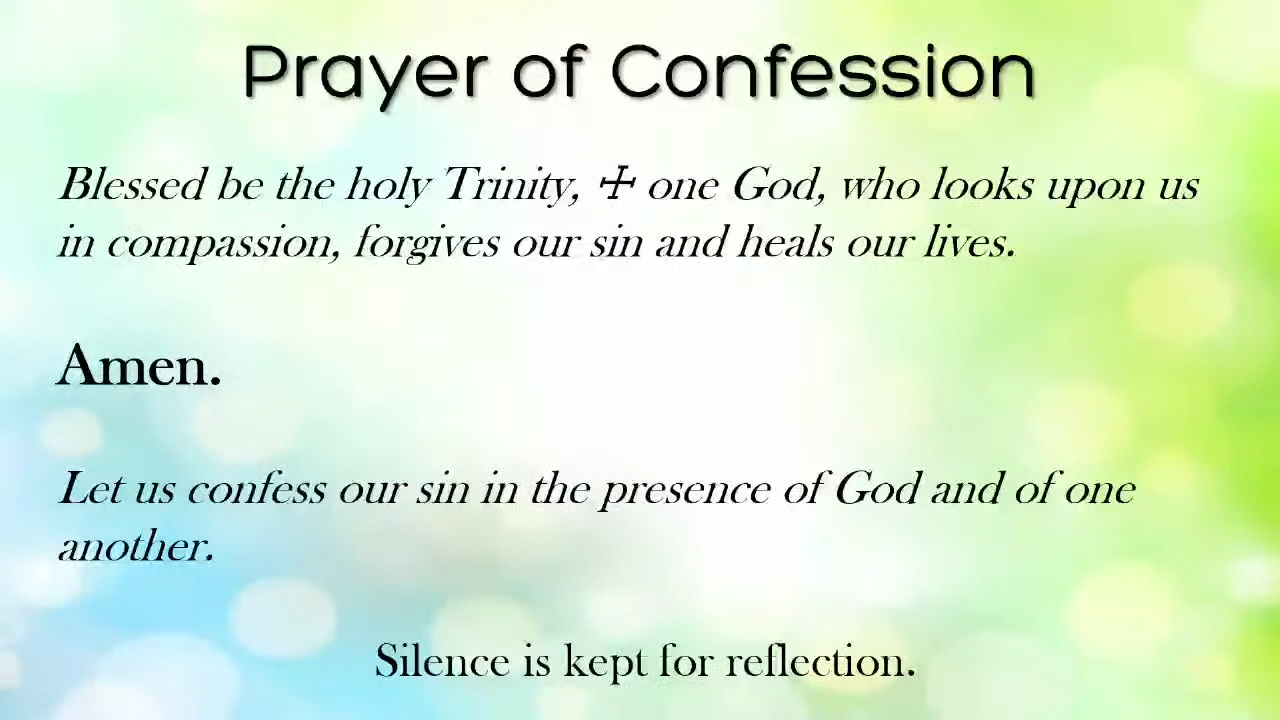 Prayer of Confession
Blessed be the holy Trinity, ☩ one God, who looks upon us
in compassion, forgives our sin and heals our lives.
Amen.
Let us confess our sin in the presence of God and of one
another.
Silence is kept for reflection.